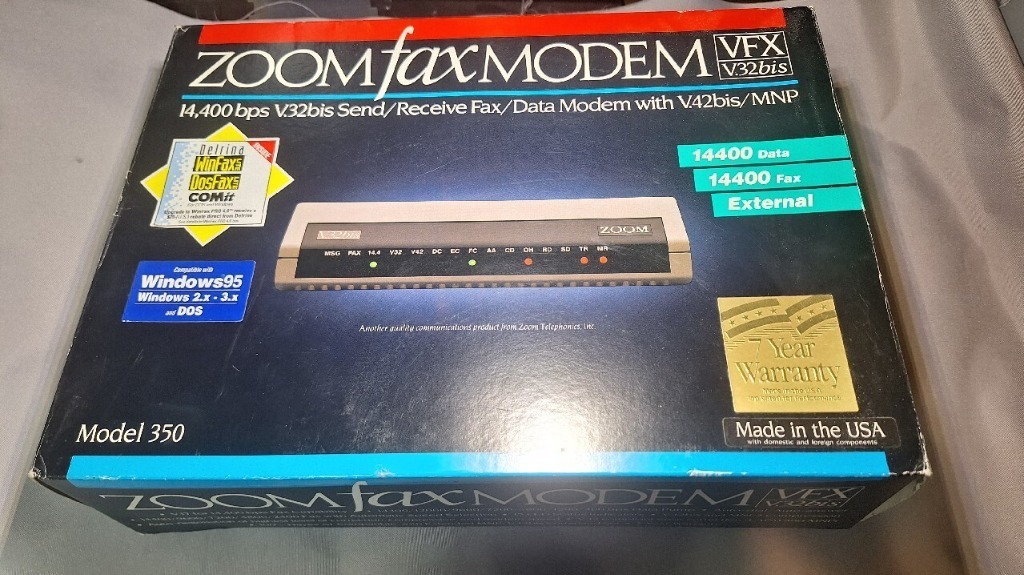 ZOOM fax MODEM VFX
V.32bis
14,400 bps V.32bis Send/Receive Fax/Data Modem with V.42bis/MNP
Delrina
WinFax
DosFax
COMit
INSIDE
14400 Data
14400 Fax
External
V.32bis
ZOOM
MSG FAX 14.4 V32 V42 DC EC FC AA CD OH RD SD TR MR
Compatible with
Windows95
Windows 2.x - 3.x
and DOS
Another quality communications product from Zoom Telephonics, Inc
7 Year
Warranty
Model 350
Made in the USA
with domestic and foreign components
ZOOM fax MODEM VFX
V.32bis